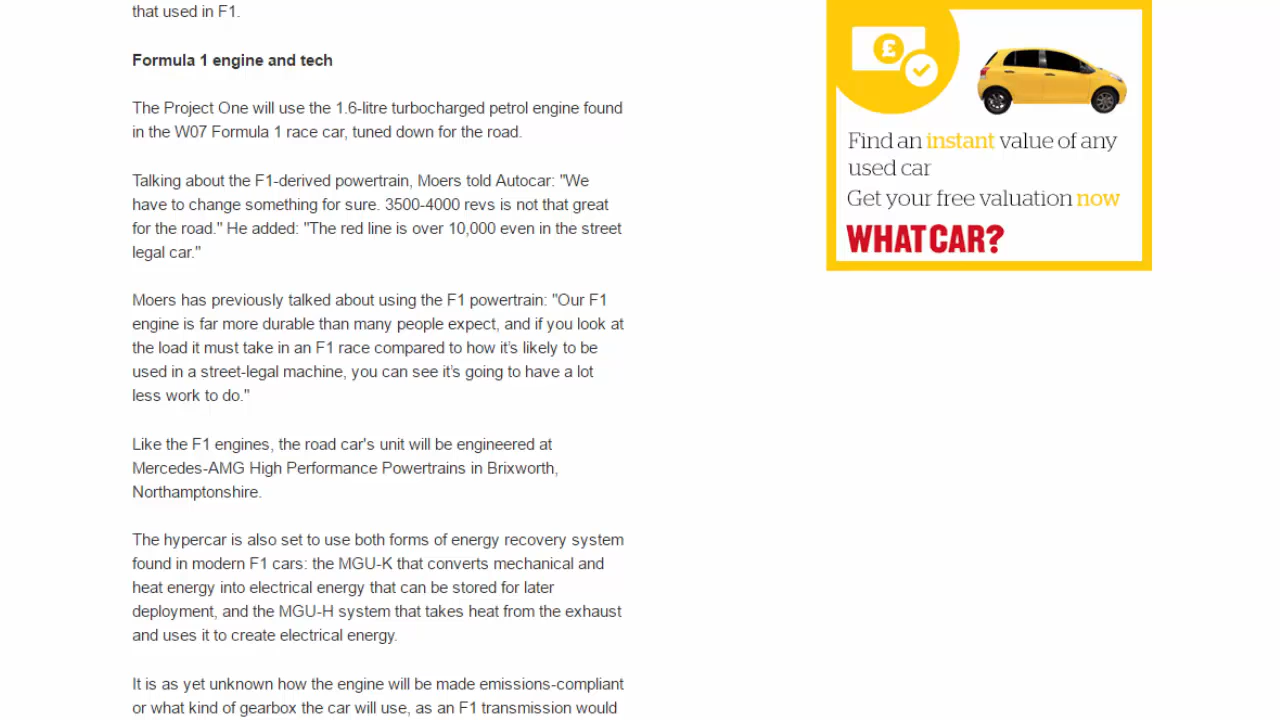 that used in F1.
Formula 1 engine and tech
The Project One will use the 1.6-litre turbocharged petrol engine found
in the W07 Formula 1 race car, tuned down for the road.
Talking about the F1-derived powertrain, Moers told Autocar: "We
have to change something for sure. 3500-4000 revs is not that great
for the road." He added: "The red line is over 10,000 even in the street
legal car."
Moers has previously talked about using the F1 powertrain: "Our F1
engine is far more durable than many people expect, and if you look at
the load it must take in an F1 race compared to how it’s likely to be
used in a street-legal machine, you can see it’s going to have a lot
less work to do."
Like the F1 engines, the road car's unit will be engineered at
Mercedes-AMG High Performance Powertrains in Brixworth,
Northamptonshire.
The hypercar is also set to use both forms of energy recovery system
found in modern F1 cars: the MGU-K that converts mechanical and
heat energy into electrical energy that can be stored for later
deployment, and the MGU-H system that takes heat from the exhaust
and uses it to create electrical energy.
It is as yet unknown how the engine will be made emissions-compliant
or what kind of gearbox the car will use, as an F1 transmission would
£
Find an instant value of any
used car
Get your free valuation now
WHAT CAR?